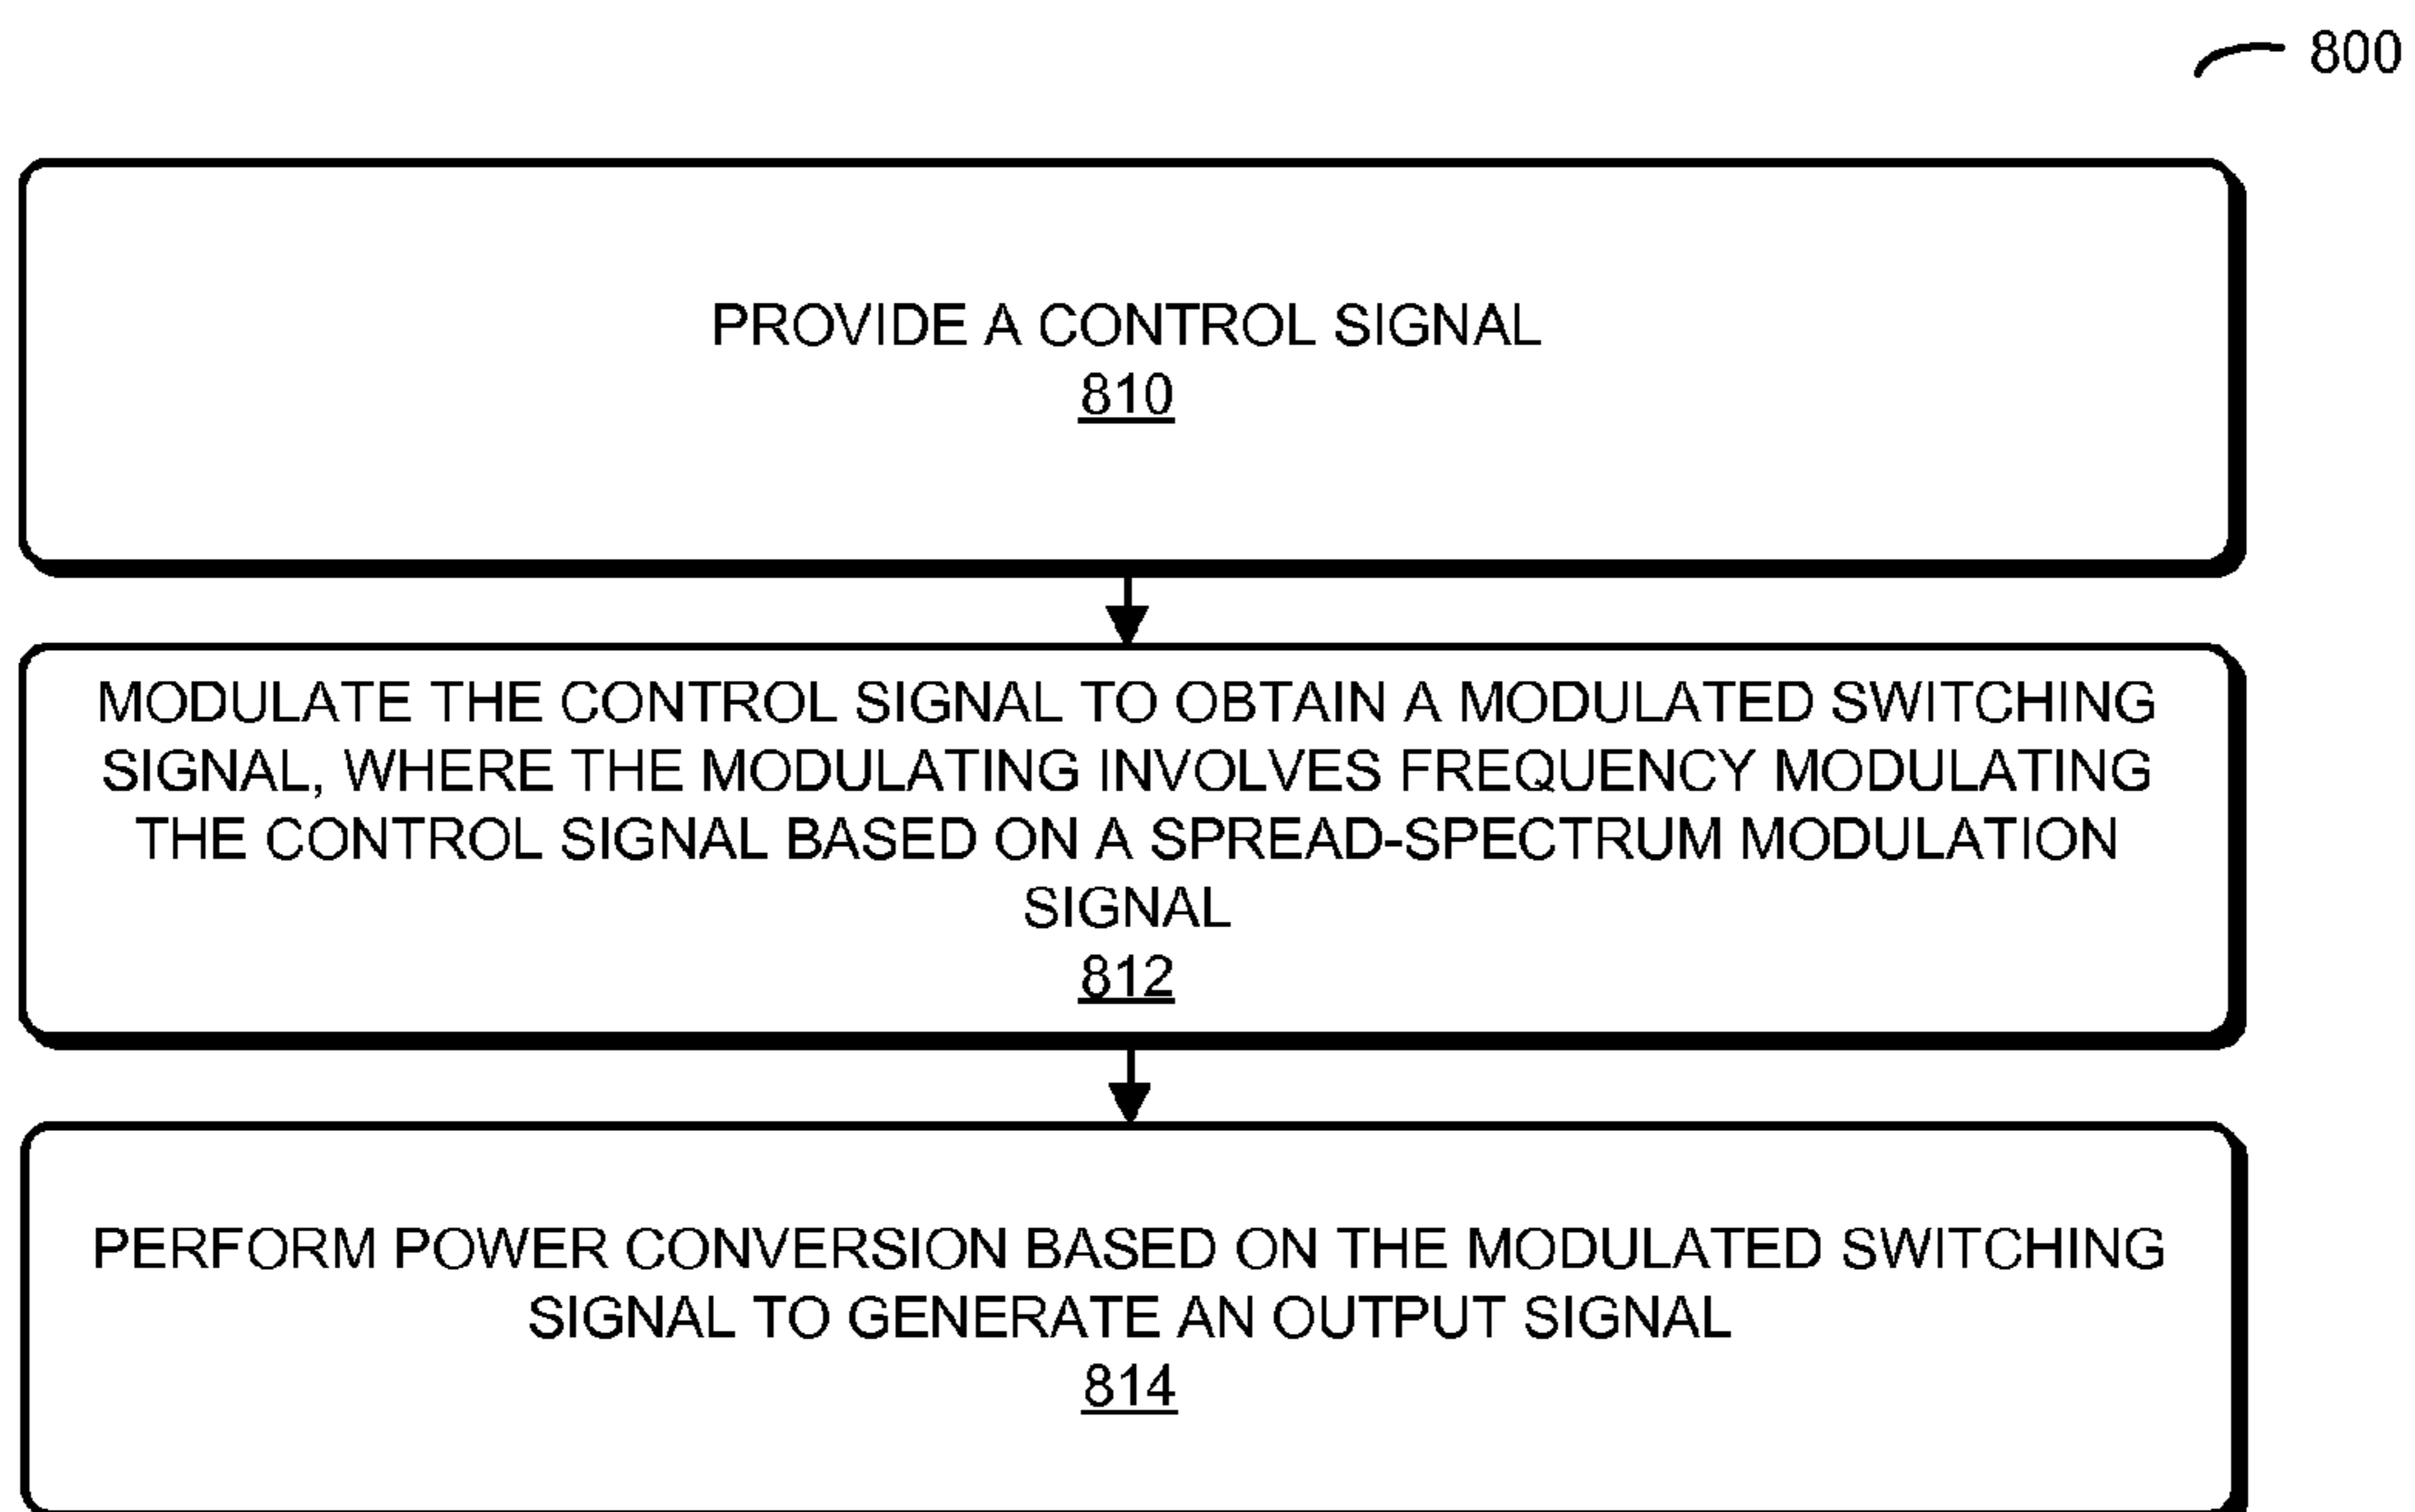 800
PROVIDE A CONTROL SIGNAL
810
MODULATE THE CONTROL SIGNAL TO OBTAIN A MODULATED SWITCHING
SIGNAL, WHERE THE MODULATING INVOLVES FREQUENCY MODULATING
THE CONTROL SIGNAL BASED ON A SPREAD-SPECTRUM MODULATION
SIGNAL
812
PERFORM POWER CONVERSION BASED ON THE MODULATED SWITCHING
SIGNAL TO GENERATE AN OUTPUT SIGNAL
814